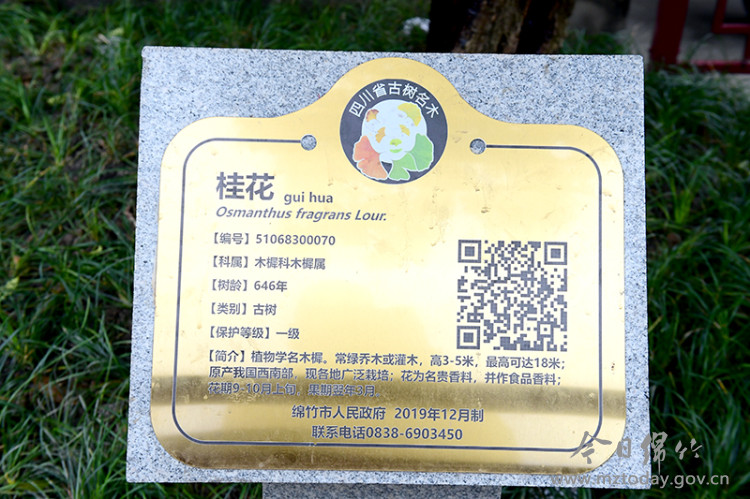 四川省古树名木
桂花 gui hua
Osmanthus fragrans Lour.
【编号】51068300070
【科属】木樨科木樨属
【树龄】646年
【类别】古树
【保护等级】一级
【简介】植物学名木樨。常绿乔木或灌木，高3-5米，最高可达18米；
原产我国西南部，现各地广泛栽培；花为名贵香料，并作食品香料；
花期9-10月上旬，果期翌年3月。
绵竹市人民政府 2019年12月制
联系电话0838-6903450
今日绵竹
www.mztoday.gov.cn